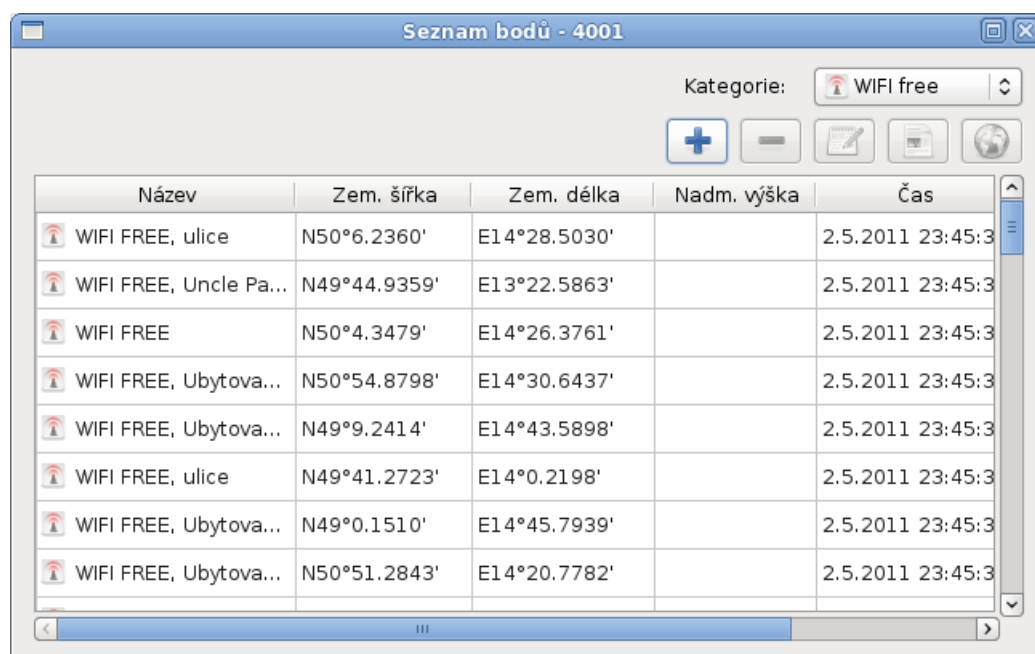 Seznam bodů - 4001
Kategorie: WIFI free
Název Zem. šířka Zem. délka Nadm. výška Čas
WIFI FREE, ulice N50°6.2360' E14°28.5030' 2.5.2011 23:45:3
WIFI FREE, Uncle Pa... N49°44.9359' E13°22.5863' 2.5.2011 23:45:3
WIFI FREE N50°4.3479' E14°26.3761' 2.5.2011 23:45:3
WIFI FREE, Ubytova... N50°54.8798' E14°30.6437' 2.5.2011 23:45:3
WIFI FREE, Ubytova... N49°9.2414' E14°43.5898' 2.5.2011 23:45:3
WIFI FREE, ulice N49°41.2723' E14°0.2198' 2.5.2011 23:45:3
WIFI FREE, Ubytova... N49°0.1510' E14°45.7939' 2.5.2011 23:45:3
WIFI FREE, Ubytova... N50°51.2843' E14°20.7782' 2.5.2011 23:45:3